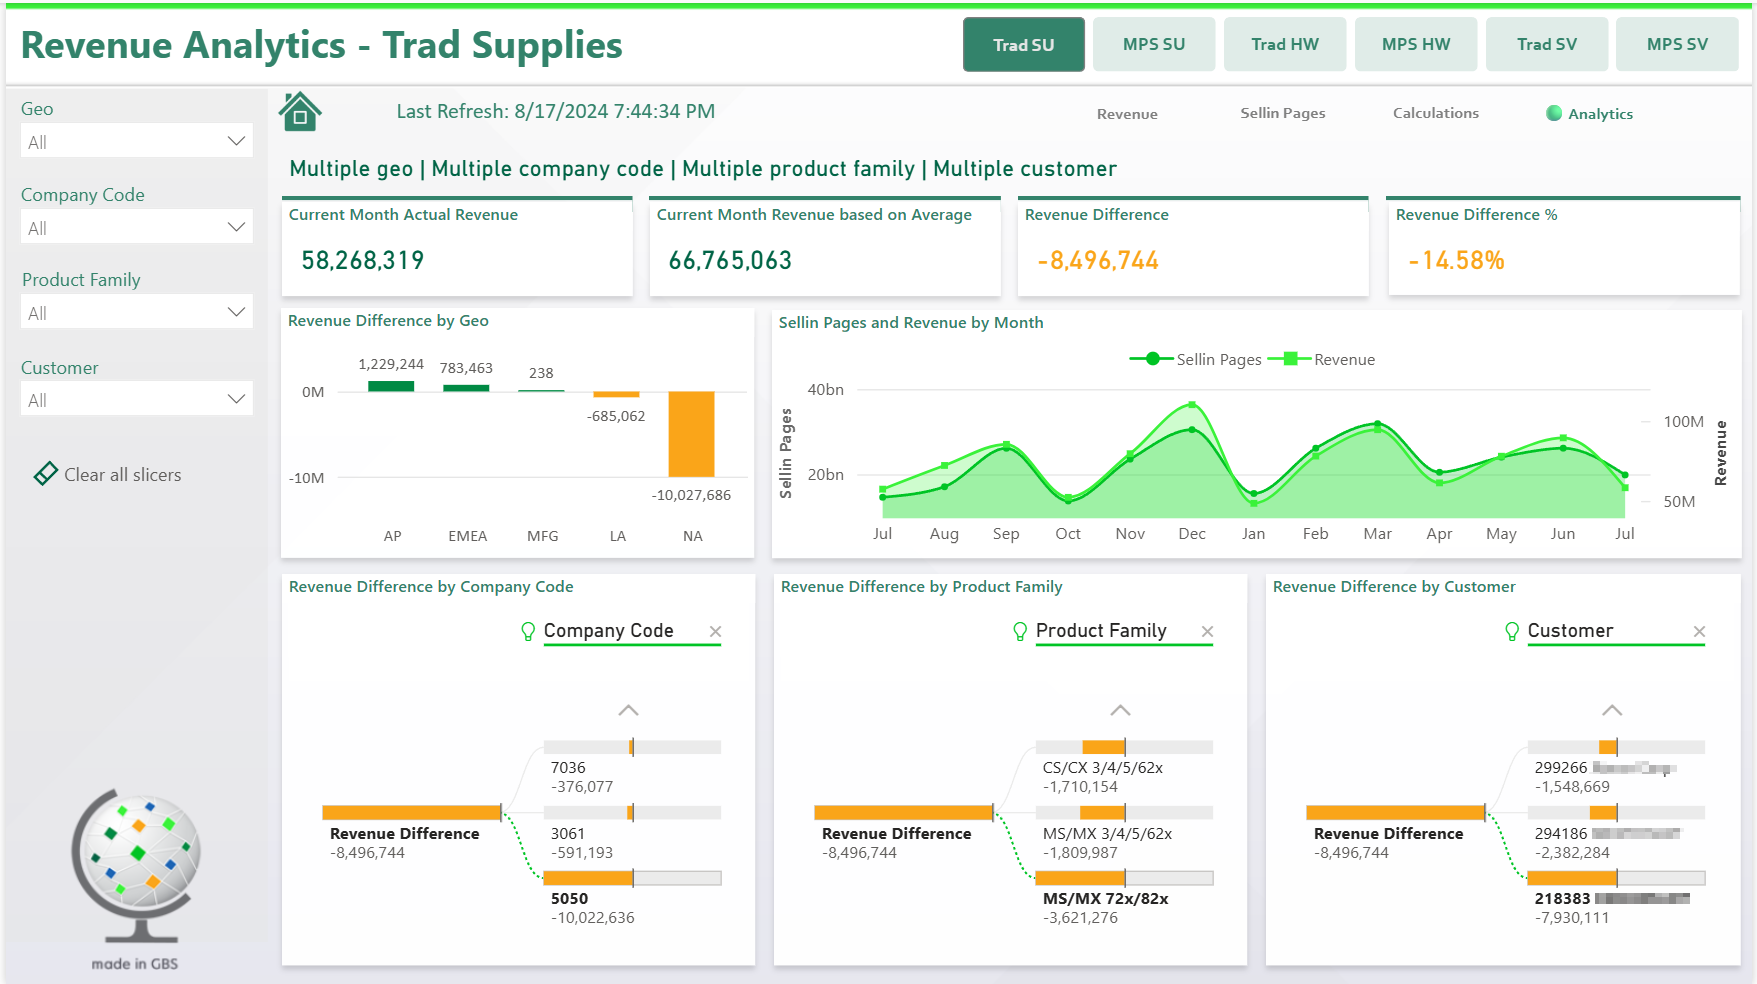 Revenue Analytics - Trad Supplies
Trad SU
MPS SU
Trad HW
MPS HW
Trad SV
MPS SV
Geo
All
Company Code
All
Product Family
All
Customer
All
Clear all slicers
made in GBS
Last Refresh: 8/17/2024 7:44:34 PM
Revenue
Sellin Pages
Calculations
Analytics
Multiple geo | Multiple company code | Multiple product family | Multiple customer
Current Month Actual Revenue
58,268,319
Current Month Revenue based on Average
66,765,063
Revenue Difference
-8,496,744
Revenue Difference %
-14.58%
Revenue Difference by Geo
1,229,244
783,463
238
0M
-685,062
-10M
-10,027,686
AP
EMEA
MFG
LA
NA
Sellin Pages and Revenue by Month
Sellin Pages
Revenue
40bn
20bn
Sellin Pages
100M
50M
Revenue
Jul
Aug
Sep
Oct
Nov
Dec
Jan
Feb
Mar
Apr
May
Jun
Jul
Revenue Difference by Company Code
Company Code
Revenue Difference
-8,496,744
7036
-376,077
3061
-591,193
5050
-10,022,636
Revenue Difference by Product Family
Product Family
Revenue Difference
-8,496,744
CS/CX 3/4/5/62x
-1,710,154
MS/MX 3/4/5/62x
-1,809,987
MS/MX 72x/82x
-3,621,276
Revenue Difference by Customer
Customer
Revenue Difference
-8,496,744
299266
-1,548,669
294186
-2,382,284
218383
-7,930,111